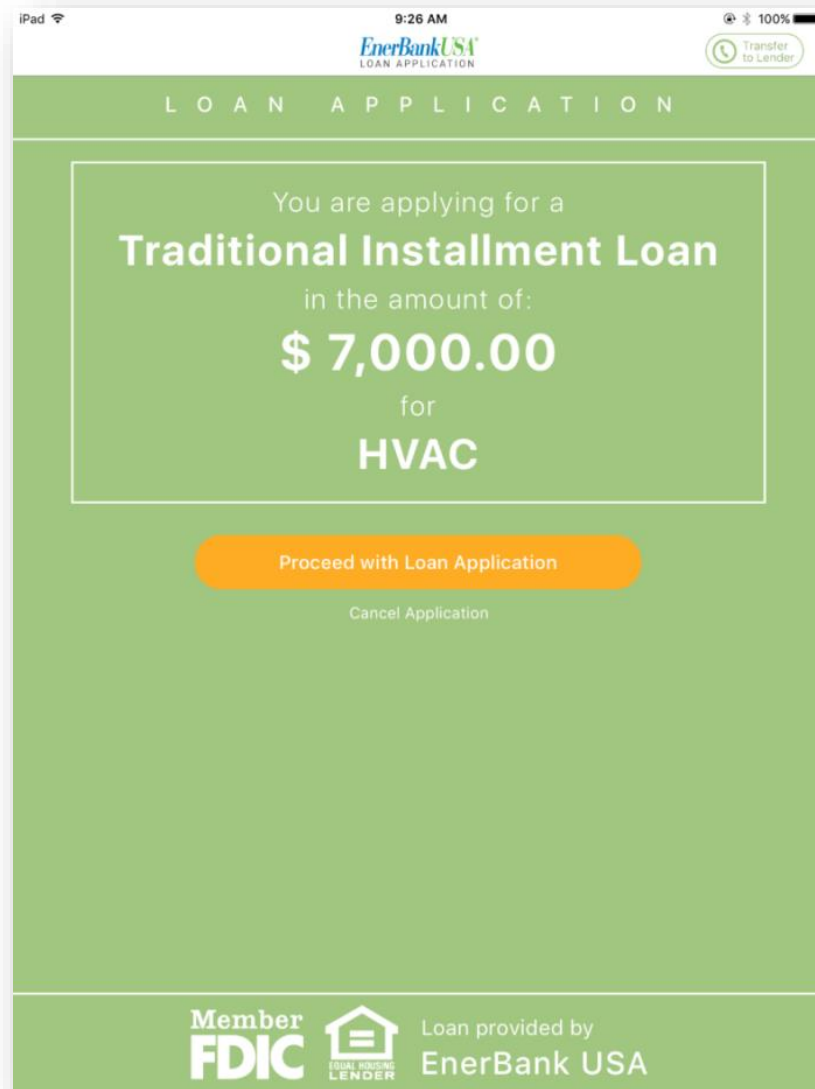 iPad
9:26 AM
100%
EnerBankUSA®
LOAN APPLICATION
Transfer
to Lender
LOAN APPLICATION
You are applying for a
Traditional Installment Loan
in the amount of:
$ 7,000.00
for
HVAC
Proceed with Loan Application
Cancel Application
Member
FDIC
EQUAL HOUSING
LENDER
Loan provided by
EnerBank USA